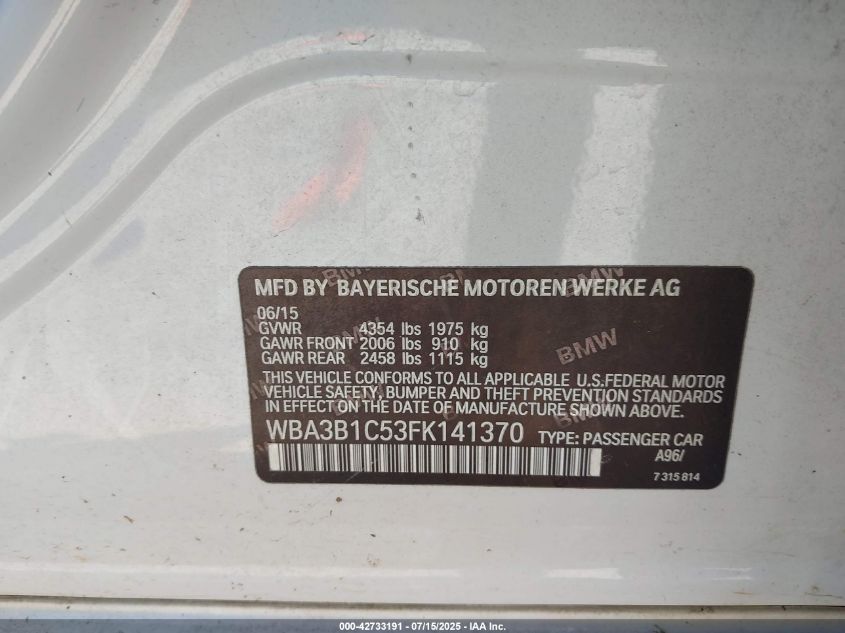 MFD BY BAYERISCHE MOTOREN WERKE AG
06/15
GVWR 4354 lbs 1975 kg
GAWR FRONT 2006 lbs 910 kg
GAWR REAR 2458 lbs 1115 kg
THIS VEHICLE CONFORMS TO ALL APPLICABLE U.S.FEDERAL MOTOR
VEHICLE SAFETY, BUMPER AND THEFT PREVENTION STANDARDS
IN EFFECT ON THE DATE OF MANUFACTURE SHOWN ABOVE.
WBA3B1C53FK141370 TYPE: PASSENGER CAR
A96/
7 315 814
BMW
BMW
BMW
000-42733191 - 07/15/2025 - IAA Inc.